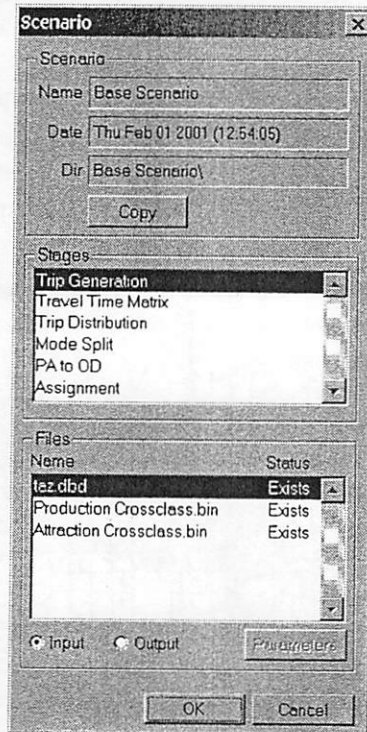 Scenario
Scenario
Name Base Scenario
Date Thu Feb 01 2001 (12:54:05)
Dir Base Scenario\
Copy
Stages
Trip Generation
Travel Time Matrix
Trip Distribution
Mode Split
PA to OD
Assignment
Files
Name Status
taz.dbd Exists
Production Crossclass.bin Exists
Attraction Crossclass.bin Exists
Input Output Parameters
OK Cancel